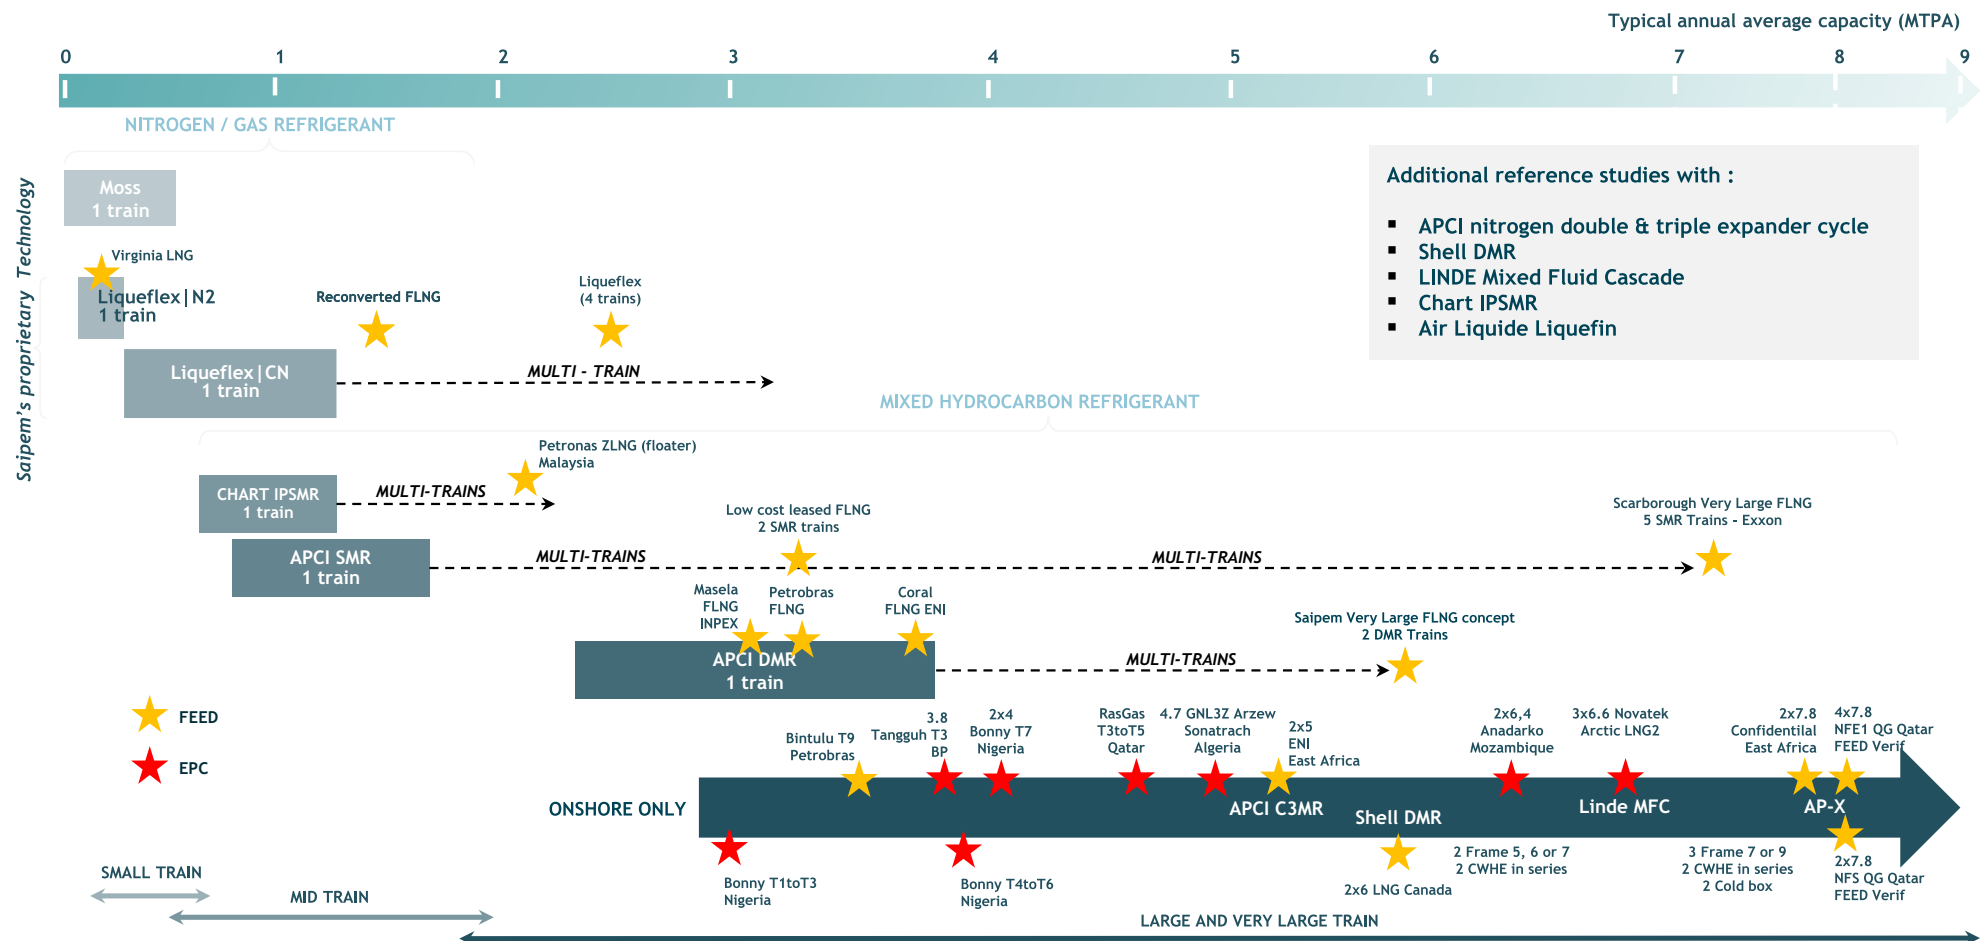 Typical annual average capacity (MTPA)
0 1 2 3 4 5 6 7 8 9
NITROGEN / GAS REFRIGERANT
Saipem's proprietary Technology
Moss
1 train
Virginia LNG
Liqueflex|N2
1 train
Reconverted FLNG
Liqueflex
(4 trains)
Liqueflex|CN
1 train
MULTI - TRAIN
Additional reference studies with :
▪ APCI nitrogen double & triple expander cycle
▪ Shell DMR
▪ LINDE Mixed Fluid Cascade
▪ Chart IPSMR
▪ Air Liquide Liquefin
MIXED HYDROCARBON REFRIGERANT
Petronas ZLNG (floater)
Malaysia
CHART IPSMR
1 train
MULTI-TRAINS
Low cost leased FLNG
2 SMR trains
Scarborough Very Large FLNG
5 SMR Trains - Exxon
APCI SMR
1 train
MULTI-TRAINS
MULTI-TRAINS
Masela
FLNG
INPEX
Petrobras
FLNG
Coral
FLNG ENI
Saipem Very Large FLNG concept
2 DMR Trains
APCI DMR
1 train
MULTI-TRAINS
FEED
EPC
Bintulu T9
Petrobras
3.8
Tangguh T3
BP
2x4
Bonny T7
Nigeria
RasGas
T3toT5
Qatar
4.7 GNL3Z Arzew
Sonatrach
Algeria
2x5
ENI
East Africa
2x6,4
Anadarko
Mozambique
3x6.6 Novatek
Arctic LNG2
2x7.8
Confidentilal
East Africa
4x7.8
NFE1 QG Qatar
FEED Verif
ONSHORE ONLY
APCI C3MR
Shell DMR
Linde MFC
AP-X
Bonny T1toT3
Nigeria
Bonny T4toT6
Nigeria
2x6 LNG Canada
2 Frame 5, 6 or 7
2 CWHE in series
3 Frame 7 or 9
2 CWHE in series
2 Cold box
2x7.8
NFS QG Qatar
FEED Verif
SMALL TRAIN
MID TRAIN
LARGE AND VERY LARGE TRAIN